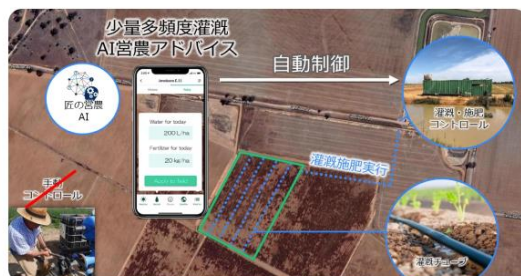 少量多頻度灌漑
AI営農アドバイス
自動制御
匠の営農
AI
Water for today
200 L/ha
Fertilizer for today
20 kg/ha
灌漑・施肥
コントロール
灌漑施肥実行
手動
コントロール
灌漑チューブ